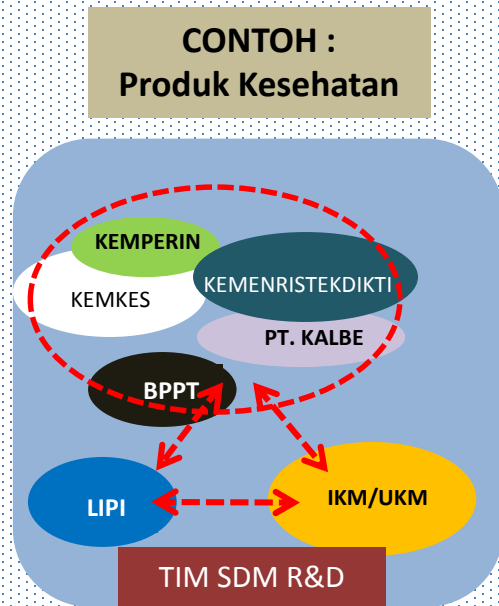 CONTOH :
Produk Kesehatan
KEMPERIN
KEMKES
KEMENRISTEKDIKTI
PT. KALBE
BPPT
LIPI
IKM/UKM
TIM SDM R&D